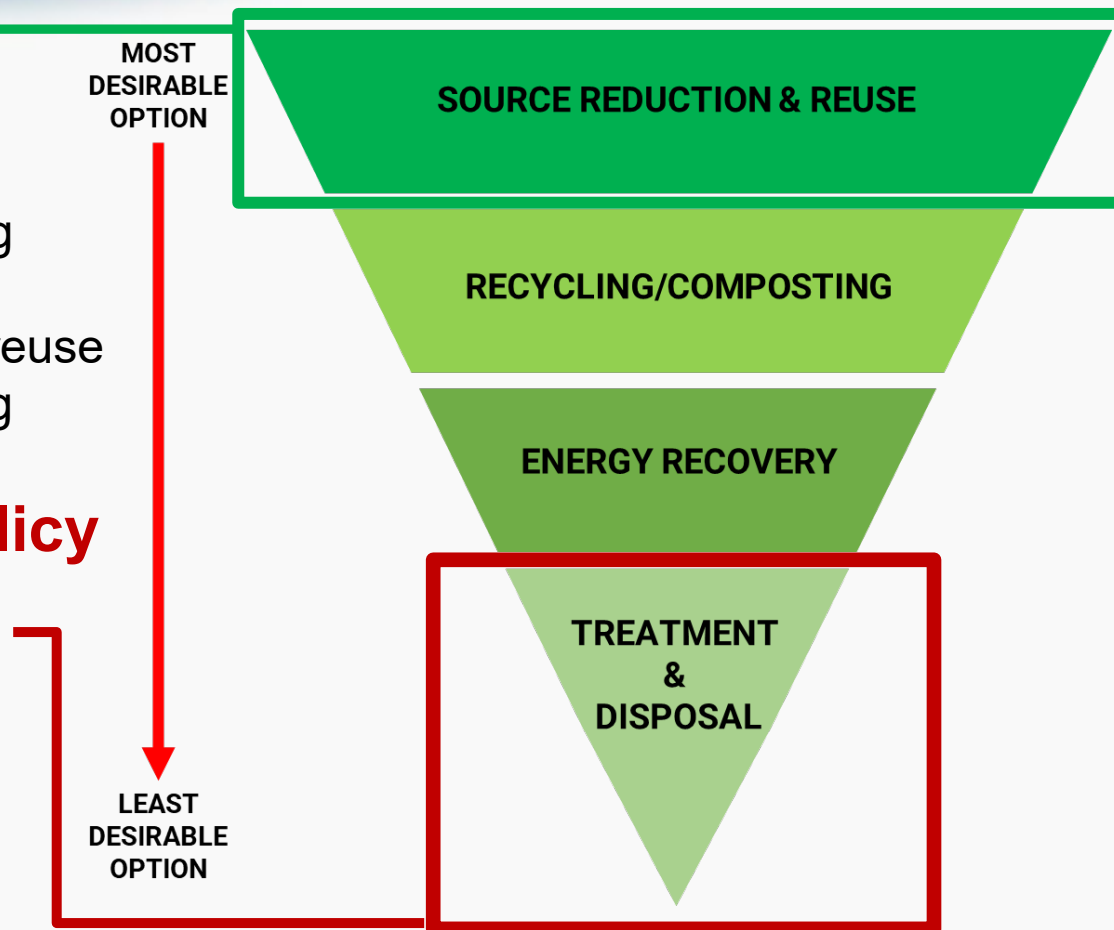 MOST
DESIRABLE
OPTION
SOURCE REDUCTION & REUSE
RECYCLING/COMPOSTING
ENERGY RECOVERY
TREATMENT
&
DISPOSAL
LEAST
DESIRABLE
OPTION